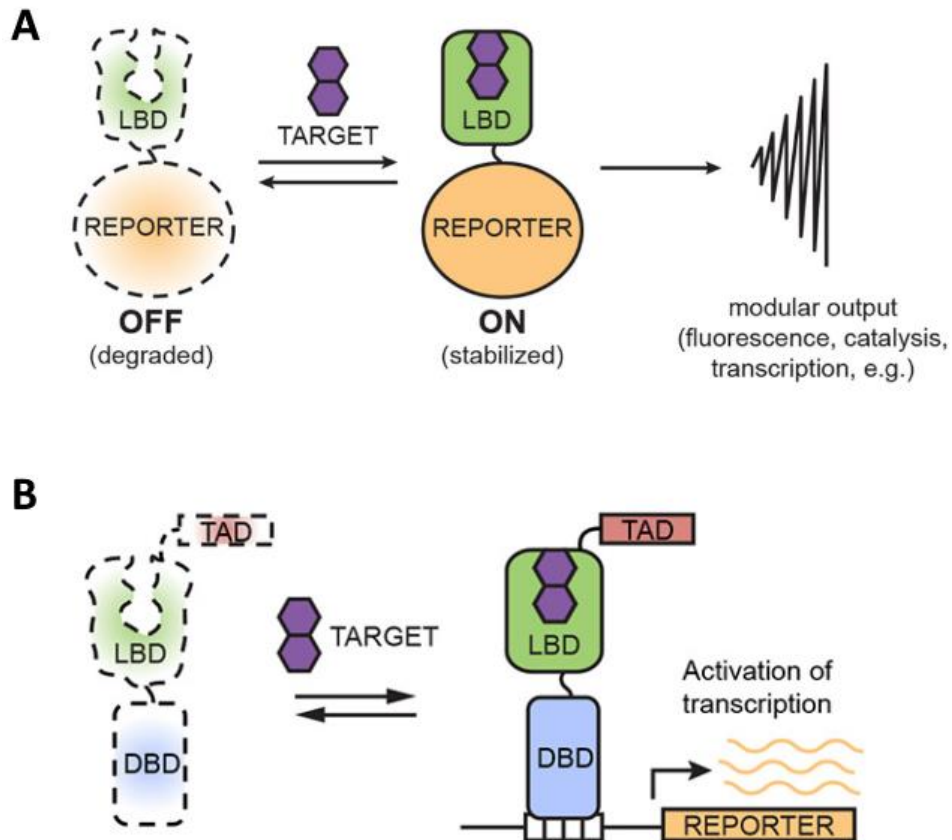 A
LBD
REPORTER
OFF
(degraded)
TARGET
LBD
REPORTER
ON
(stabilized)
modular output
(fluorescence, catalysis,
transcription, e.g.)
B
TAD
LBD
DBD
TARGET
TAD
LBD
DBD
Activation of
transcription
REPORTER